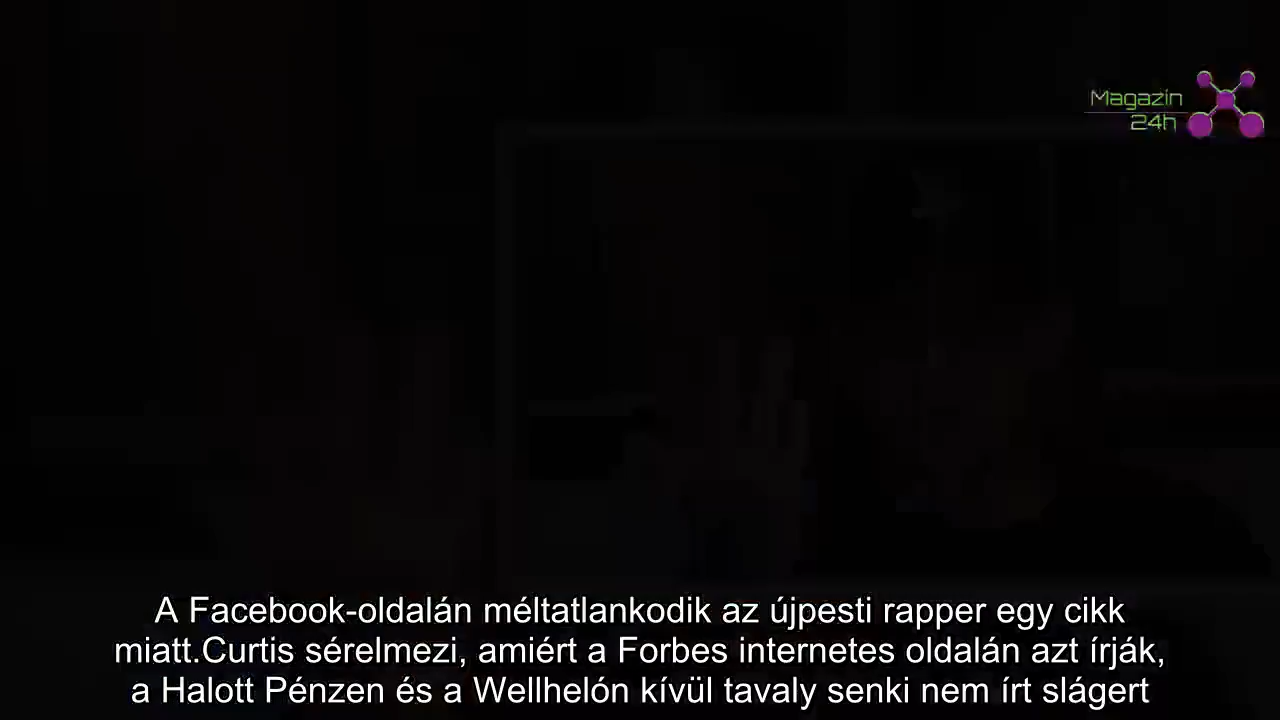 Magazin
24h
A Facebook-oldalán méltatlankodik az újpesti rapper egy cikk
miatt.Curtis sérelmezi, amiért a Forbes internetes oldalán azt írják,
a Halott Pénzen és a Wellhelón kívül tavaly senki nem írt slágert